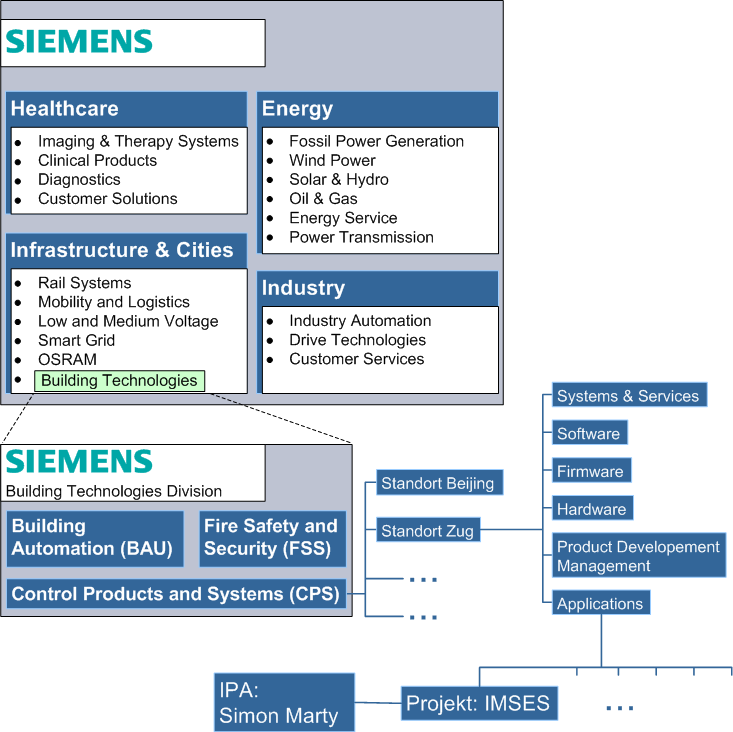 SIEMENS
Healthcare
• Imaging & Therapy Systems
• Clinical Products
• Diagnostics
• Customer Solutions
Energy
• Fossil Power Generation
• Wind Power
• Solar & Hydro
• Oil & Gas
• Energy Service
• Power Transmission
Infrastructure & Cities
• Rail Systems
• Mobility and Logistics
• Low and Medium Voltage
• Smart Grid
• OSRAM
• Building Technologies
Industry
• Industry Automation
• Drive Technologies
• Customer Services
SIEMENS
Building Technologies Division
Building
Automation (BAU)
Fire Safety and
Security (FSS)
Control Products and Systems (CPS)
Standort Beijing
Standort Zug
...
...
Systems & Services
Software
Firmware
Hardware
Product Developement
Management
Applications
IPA:
Simon Marty
Projekt: IMSES
...